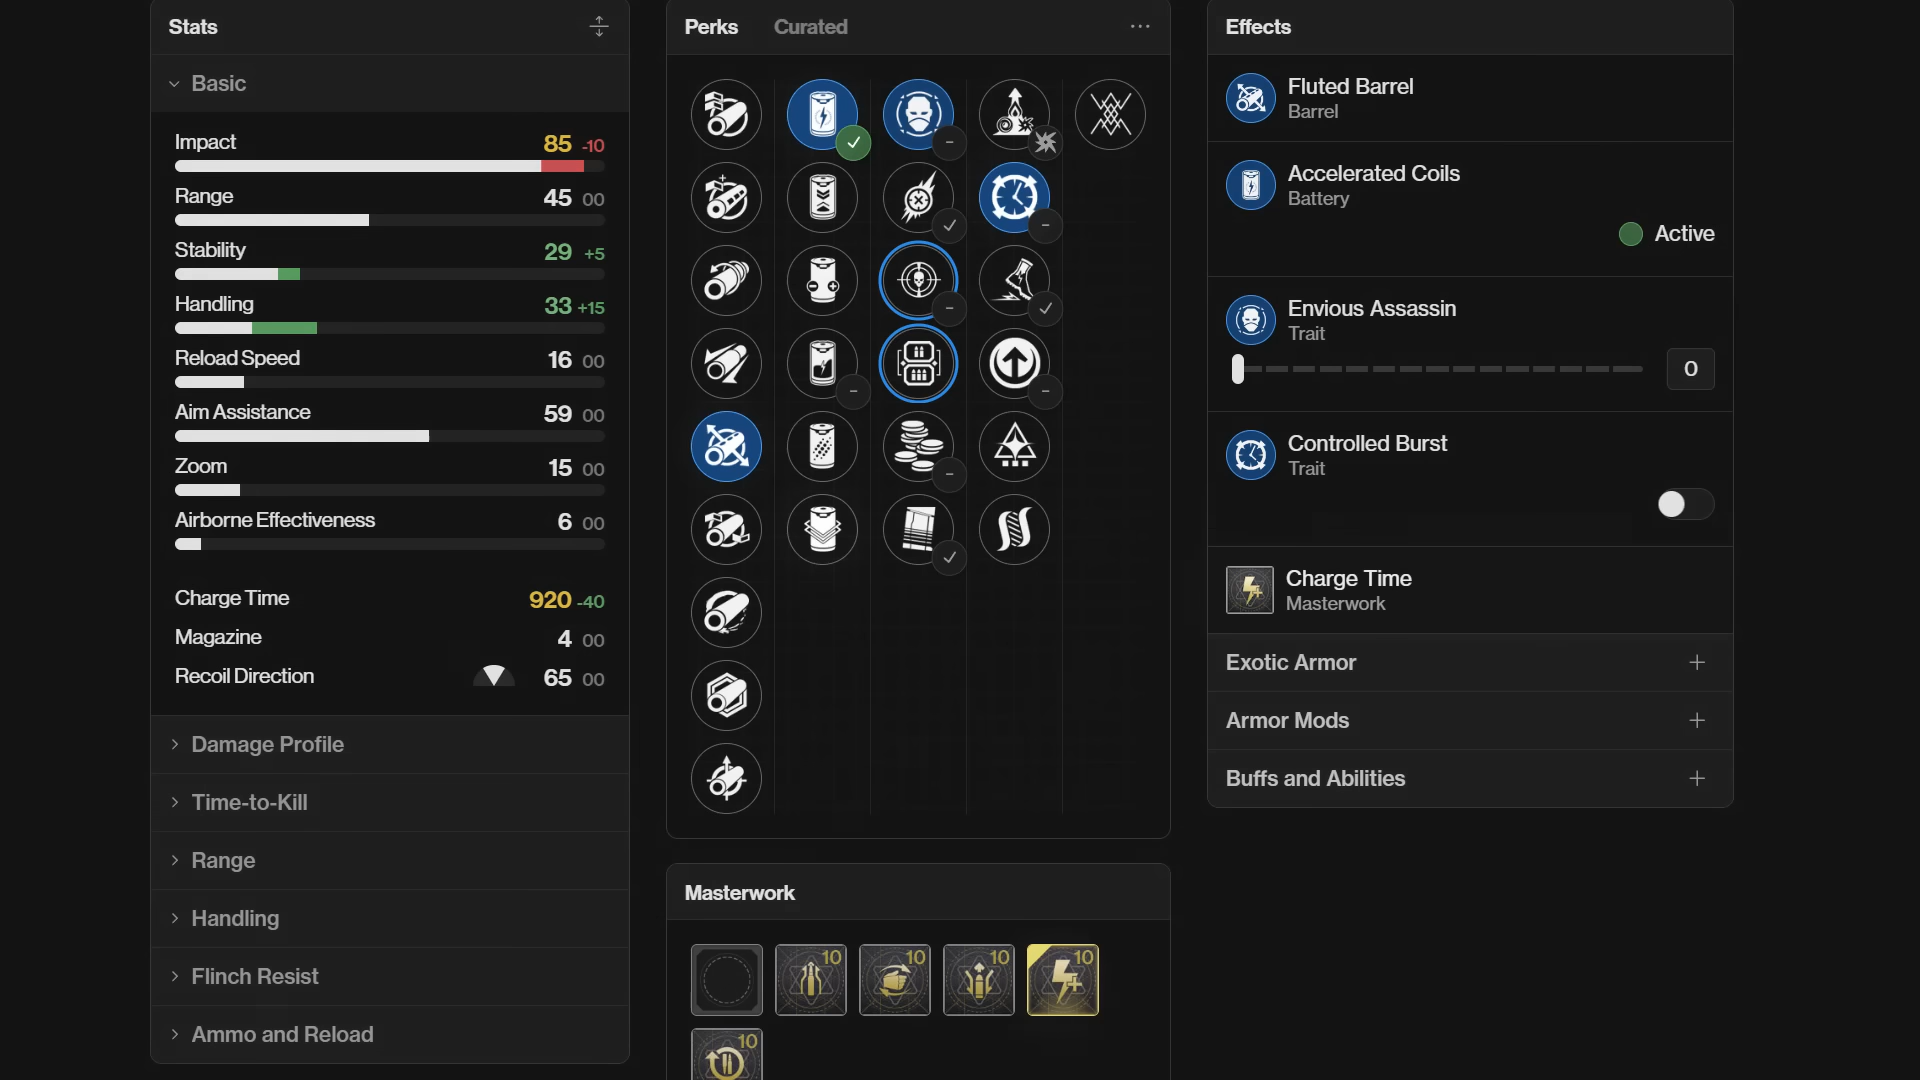 Stats
Basic
Impact 85 -10
Range 45 00
Stability 29 +5
Handling 33 +15
Reload Speed 16 00
Aim Assistance 59 00
Zoom 15 00
Airborne Effectiveness 6 00
Charge Time 920 -40
Magazine 4 00
Recoil Direction 65 00
Damage Profile
Time-to-Kill
Range
Handling
Flinch Resist
Ammo and Reload
Perks Curated
Masterwork
10 10 10 10
10
Effects
Fluted Barrel
Barrel
Accelerated Coils
Battery
Active
Envious Assassin
Trait
0
Controlled Burst
Trait
Charge Time
Masterwork
Exotic Armor
Armor Mods
Buffs and Abilities